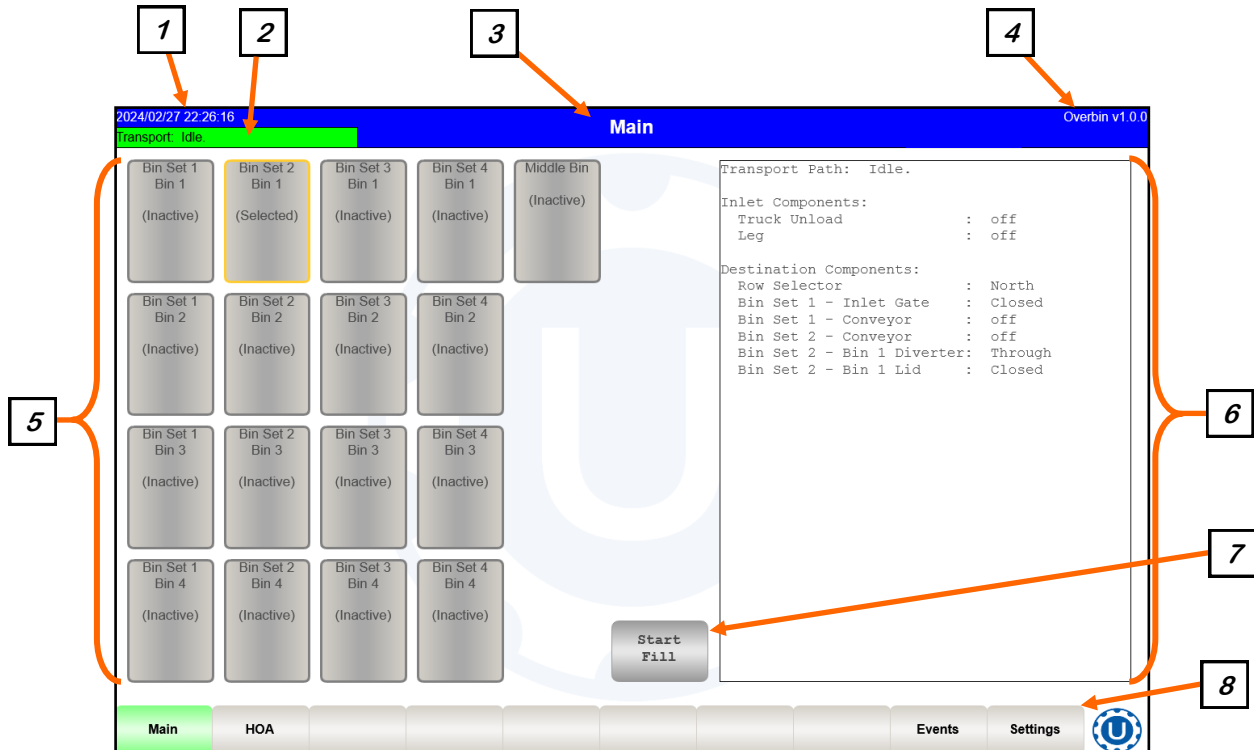 1
2
3
4
2024/02/27 22:26:16
Main
Overbin v1.0.0
Transport: Idle.
Bin Set 1
Bin 1
(Inactive)
Bin Set 2
Bin 1
(Selected)
Bin Set 3
Bin 1
(Inactive)
Bin Set 4
Bin 1
(Inactive)
Middle Bin
(Inactive)
Bin Set 1
Bin 2
(Inactive)
Bin Set 2
Bin 2
(Inactive)
Bin Set 3
Bin 2
(Inactive)
Bin Set 4
Bin 2
(Inactive)
Bin Set 1
Bin 3
(Inactive)
Bin Set 2
Bin 3
(Inactive)
Bin Set 3
Bin 3
(Inactive)
Bin Set 4
Bin 3
(Inactive)
Bin Set 1
Bin 4
(Inactive)
Bin Set 2
Bin 4
(Inactive)
Bin Set 3
Bin 4
(Inactive)
Bin Set 4
Bin 4
(Inactive)
5
Transport Path: Idle.
Inlet Components:
Truck Unload : off
Leg : off
Destination Components:
Row Selector : North
Bin Set 1 - Inlet Gate : Closed
Bin Set 1 - Conveyor : off
Bin Set 2 - Conveyor : off
Bin Set 2 - Bin 1 Diverter: Through
Bin Set 2 - Bin 1 Lid : Closed
6
7
Start
Fill
8
Main
HOA
Events
Settings
U
U